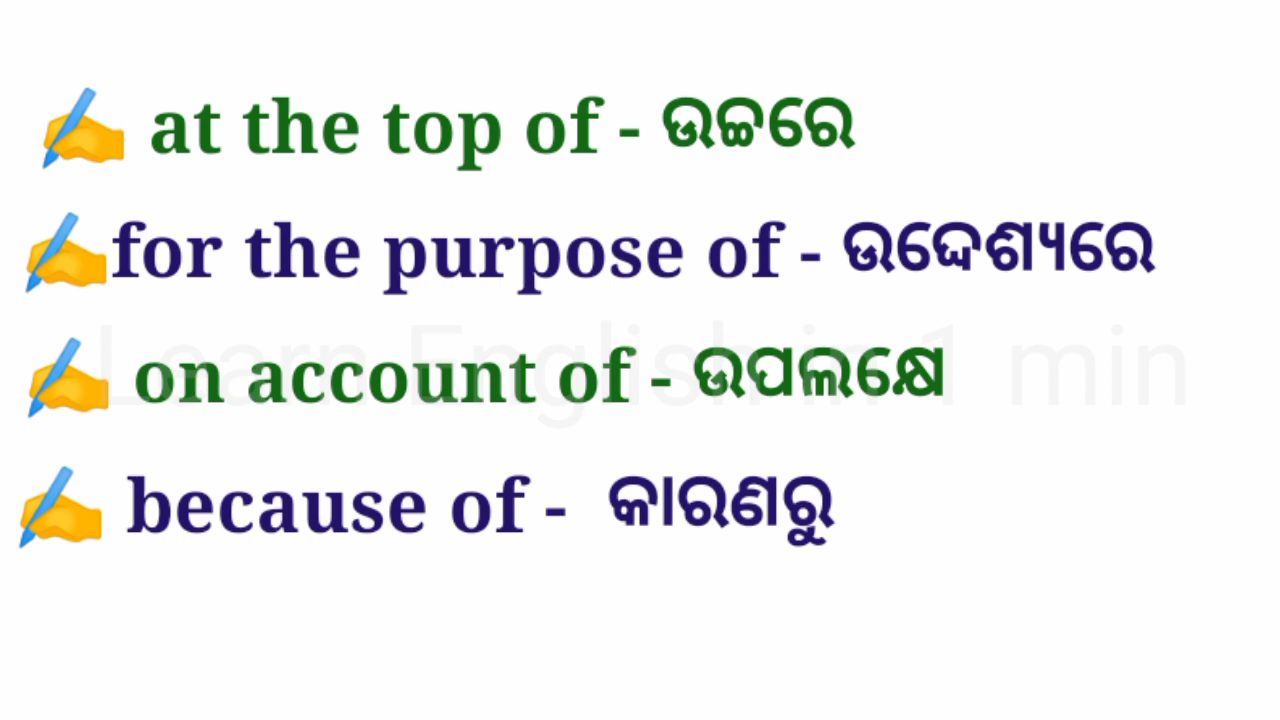 ✍ at the top of - ଉଚ୍ଚରେ
✍for the purpose of - ଉଦ୍ଦେଶ୍ୟରେ
Learn English in 1 min
✍ on account of - ଉପଲକ୍ଷେ
✍ because of - କାରଣରୁ